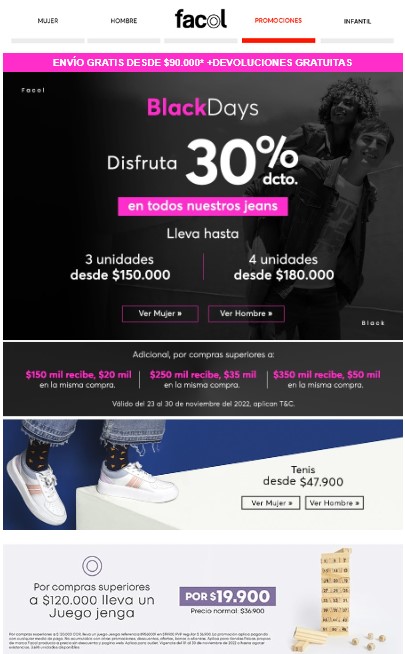 MUJER
HOMBRE
facol
PROMOCIONES
INFANTIL
ENVÍO GRATIS DESDE $90.000* +DEVOLUCIONES GRATUITAS
Facol
BlackDays
Disfruta 30% dcto.
en todos nuestros jeans
Lleva hasta
3 unidades
desde $150.000
4 unidades
desde $180.000
Ver Mujer »
Ver Hombre »
Black
Adicional, por compras superiores a:
$150 mil recibe, $20 mil
en la misma compra.
$250 mil recibe, $35 mil
en la misma compra.
$350 mil recibe, $50 mil
en la misma compra.
Válido del 23 al 30 de noviembre del 2022, aplican T&C.
Tenis
desde $47.900
Ver Mujer »
Ver Hombre »
Por compras superiores
a $120.000 lleva un
Juego jenga
POR $19.900
Precio normal $36.900